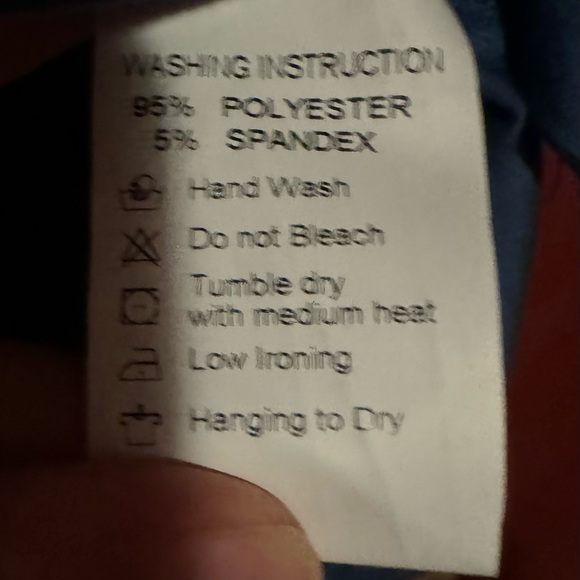 WASHING INSTRUCTION
95% POLYESTER
5% SPANDEX
Hand Wash
Do not Bleach
Tumble dry
with medium heat
Low Ironing
Hanging to Dry